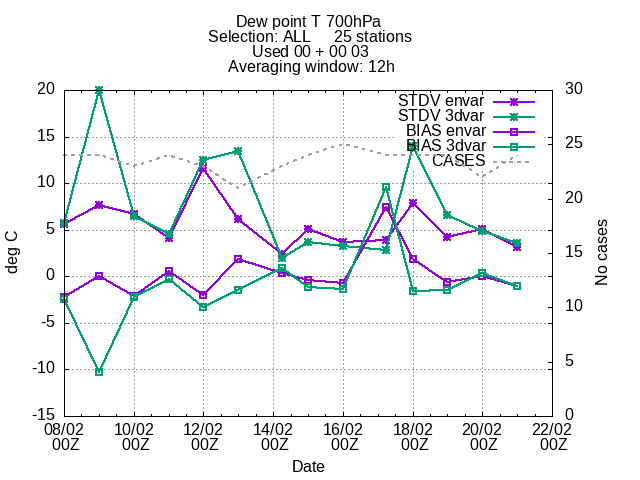 Dew point T 700hPa
Selection: ALL 25 stations
Used 00 + 00 03
Averaging window: 12h
STDV envar
STDV 3dvar
BIAS envar
BIAS 3dvar
CASES
deg C
20
15
10
5
0
-5
-10
-15
30
25
20
15
10
5
0
No cases
08/02 10/02 12/02 14/02 16/02 18/02 20/02 22/02
00Z 00Z 00Z 00Z 00Z 00Z 00Z 00Z
Date